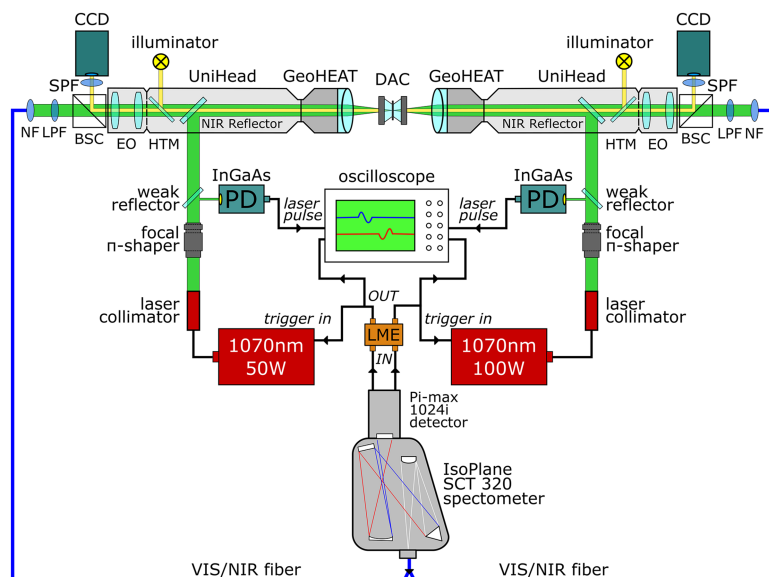 CCD
illuminator
SPF
UniHead
GeoHEAT
DAC
GeoHEAT
UniHead
illuminator
CCD
SPF
NF
LPF
BSC
EO
HTM
NIR Reflector
NIR Reflector
HTM
EO
BSC
LPF
NF
weak
reflector
InGaAs
PD
laser
pulse
oscilloscope
laser
pulse
InGaAs
PD
weak
reflector
focal
π-shaper
focal
π-shaper
laser
collimator
laser
collimator
OUT
trigger in
LME
trigger in
IN
1070nm
50W
1070nm
100W
Pi-max
1024i
detector
IsoPlane
SCT 320
spectometer
VIS/NIR fiber
VIS/NIR fiber